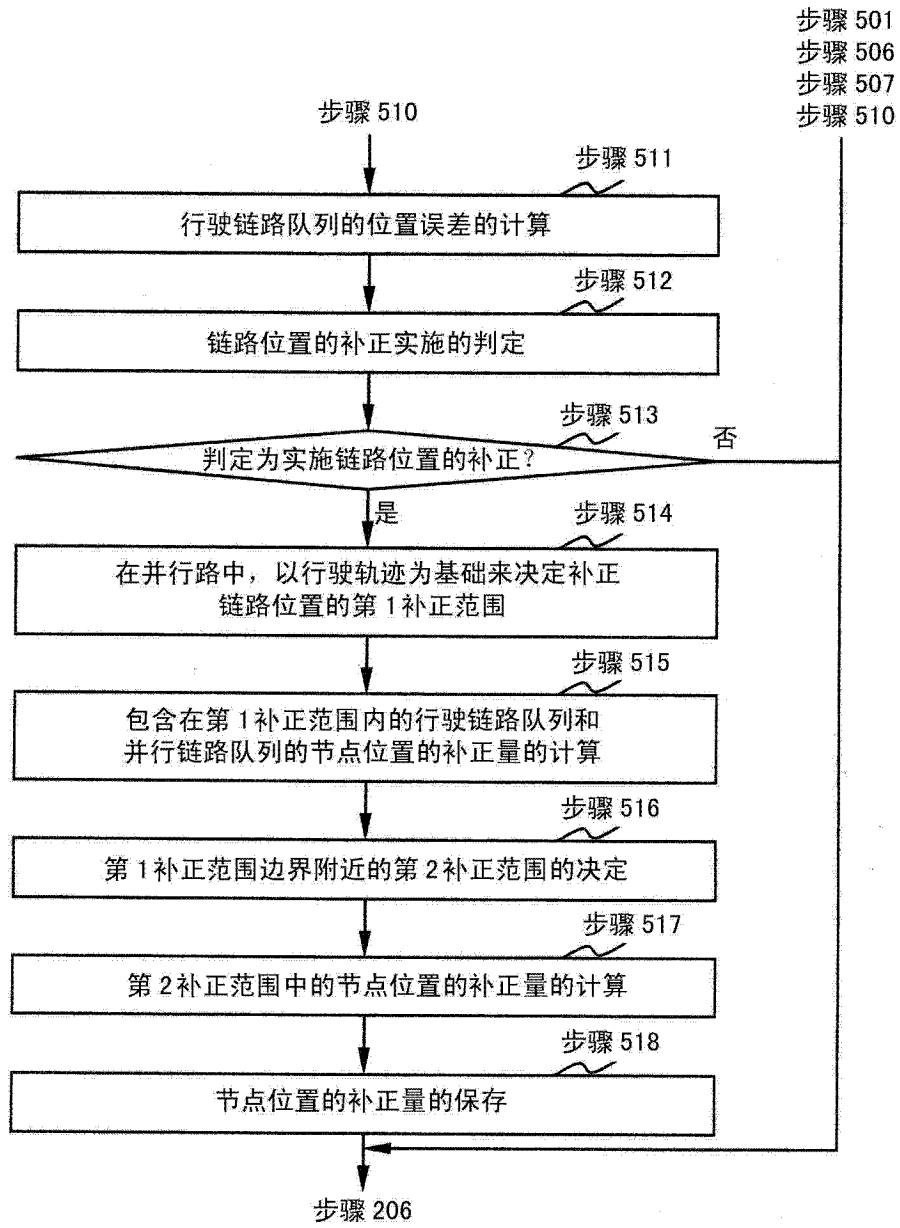 步骤 501
步骤 506
步骤 507
步骤 510
步骤 510
步骤 511
行驶链路队列的位置误差的计算
步骤 512
链路位置的补正实施的判定
步骤 513
判定为实施链路位置的补正?
否
是
步骤 514
在并行路中，以行驶轨迹为基础来决定补正
链路位置的第1补正范围
步骤 515
包含在第1补正范围内的行驶链路队列和
并行链路队列的节点位置的补正量的计算
步骤 516
第1补正范围边界附近的第2补正范围的决定
步骤 517
第2补正范围中的节点位置的补正量的计算
步骤 518
节点位置的补正量的保存
步骤 206